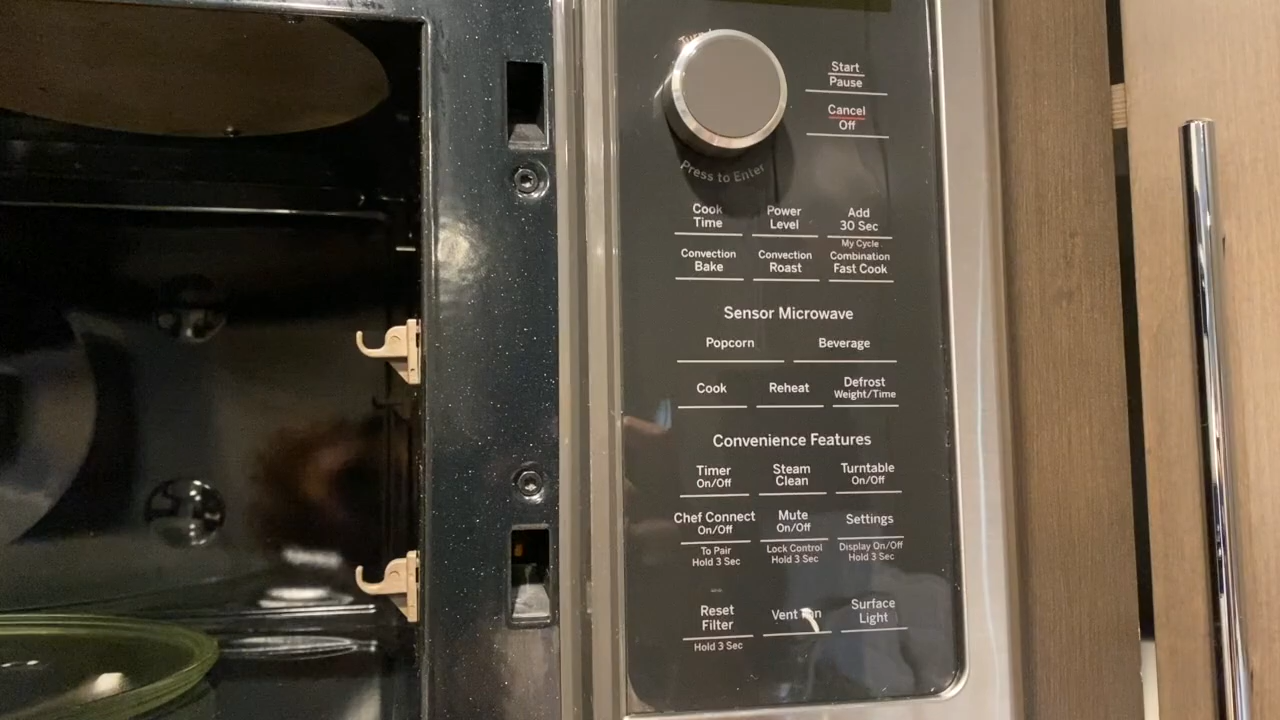 Turn
Start
Pause
Cancel
Off
Press to Enter
Cook
Time
Power
Level
Add
30 Sec
Convection
Bake
Convection
Roast
My Cycle
Combination
Fast Cook
Sensor Microwave
Popcorn
Beverage
Cook
Reheat
Defrost
Weight/Time
Convenience Features
Timer
On/Off
Steam
Clean
Turntable
On/Off
Chef Connect
On/Off
To Pair
Hold 3 Sec
Mute
On/Off
Lock Control
Hold 3 Sec
Settings
Display On/Off
Hold 3 Sec
Reset
Filter
Hold 3 Sec
Vent
Surface
Light